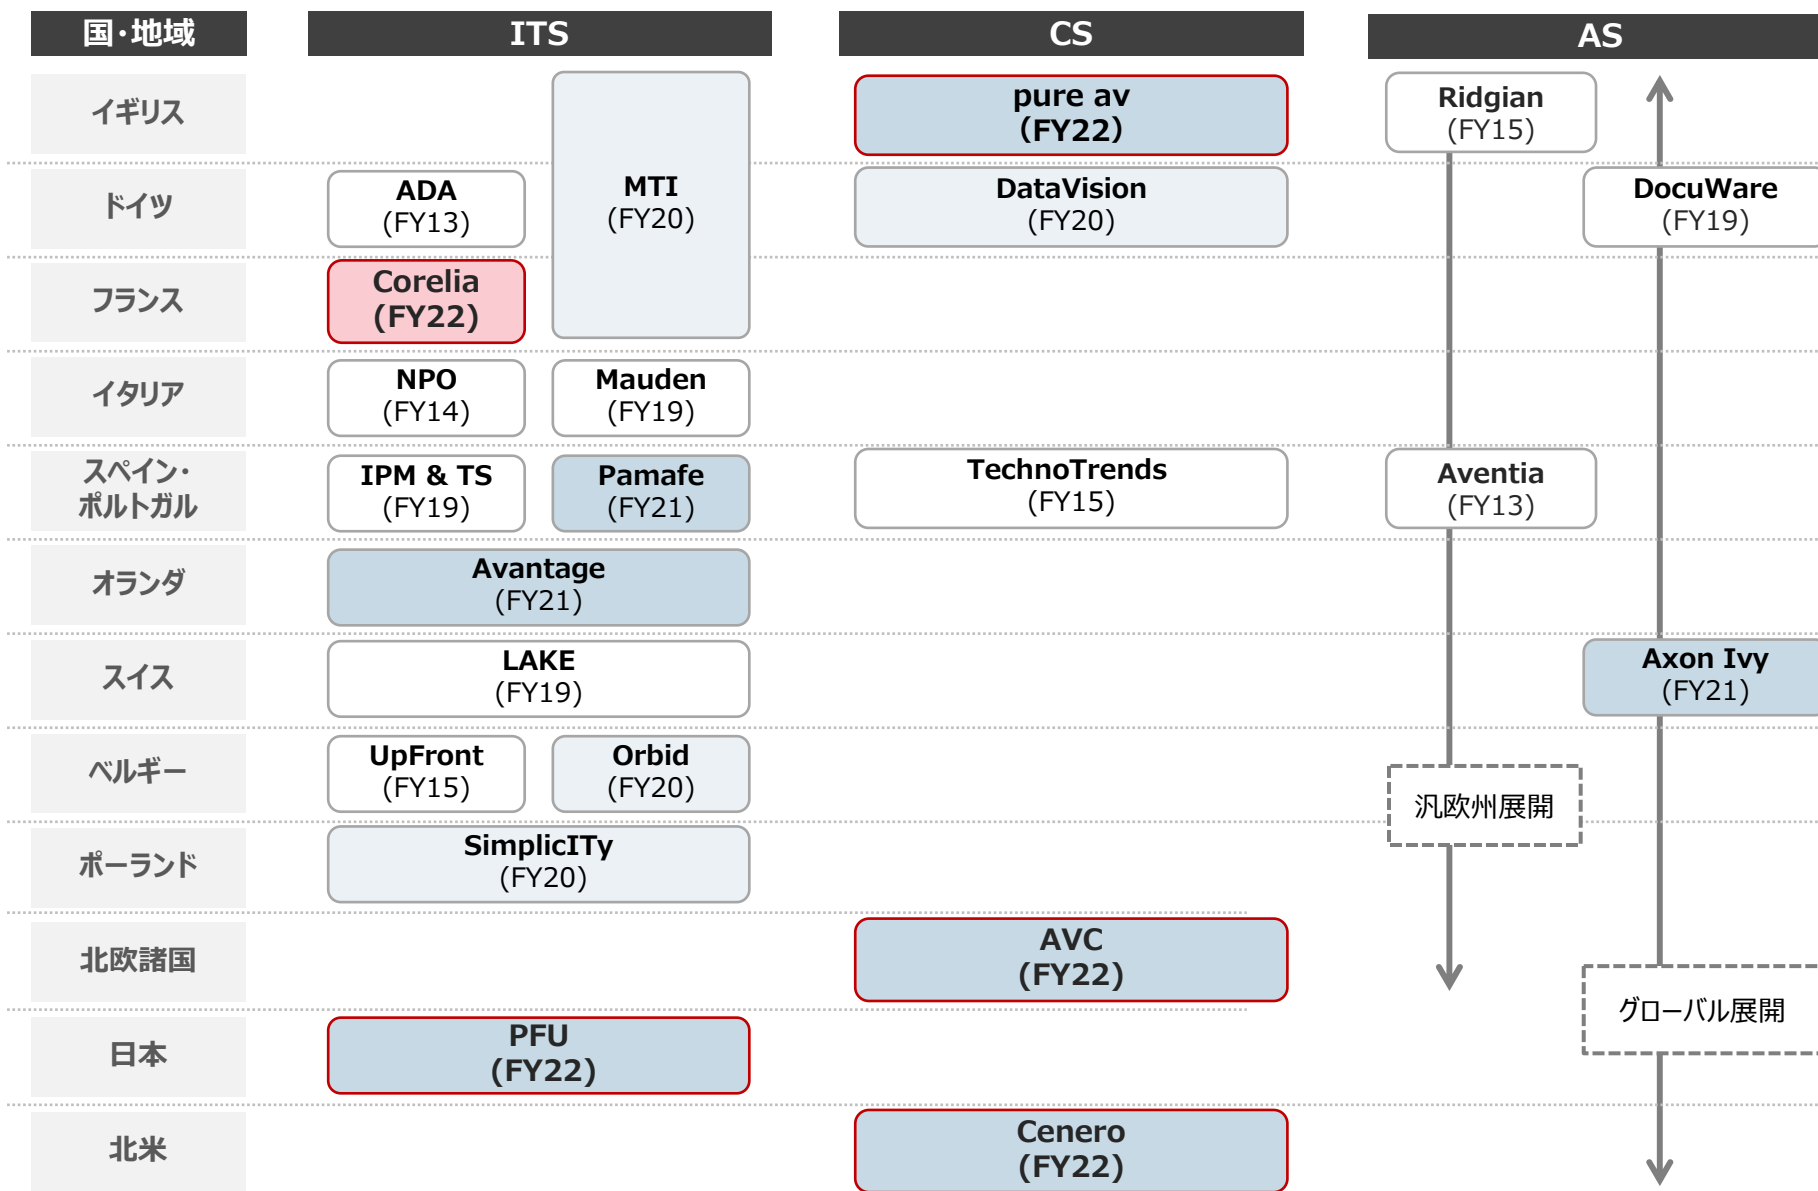 国・地域
ITS
CS
AS
イギリス
pure av
(FY22)
Ridgian
(FY15)
ドイツ
ADA
(FY13)
MTI
(FY20)
DataVision
(FY20)
DocuWare
(FY19)
フランス
Corelia
(FY22)
イタリア
NPO
(FY14)
Mauden
(FY19)
スペイン・
ポルトガル
IPM & TS
(FY19)
Pamafe
(FY21)
TechnoTrends
(FY15)
Aventia
(FY13)
オランダ
Avantage
(FY21)
スイス
LAKE
(FY19)
Axon Ivy
(FY21)
ベルギー
UpFront
(FY15)
Orbid
(FY20)
汎欧州展開
ポーランド
SimplicITy
(FY20)
北欧諸国
AVC
(FY22)
グローバル展開
日本
PFU
(FY22)
北米
Cenero
(FY22)